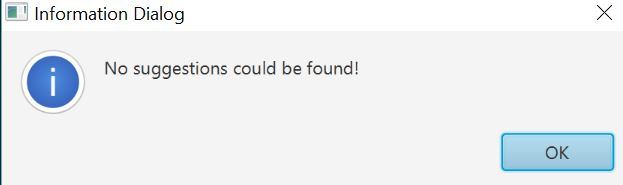 Information Dialog
No suggestions could be found!
OK